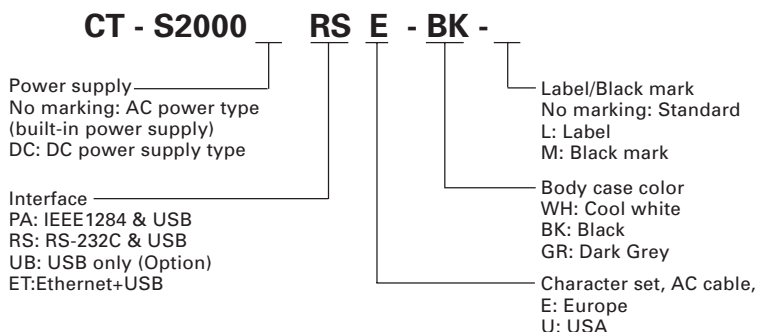 CT - S2000 __ RS E - BK - __
Power supply
No marking: AC power type
(built-in power supply)
DC: DC power supply type
Interface
PA: IEEE1284 & USB
RS: RS-232C & USB
UB: USB only (Option)
ET:Ethernet+USB
Label/Black mark
No marking: Standard
L: Label
M: Black mark
Body case color
WH: Cool white
BK: Black
GR: Dark Grey
Character set, AC cable,
E: Europe
U: USA